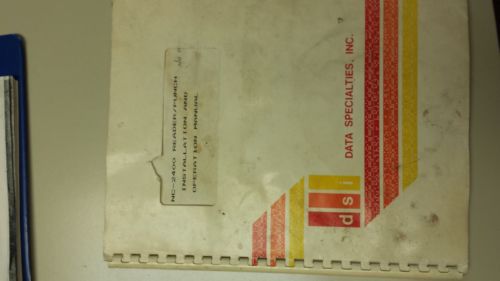 NC-2400 READER/PUNCH
INSTALLATION AND
OPERATION MANUAL
dsi
DATA SPECIALTIES, INC.